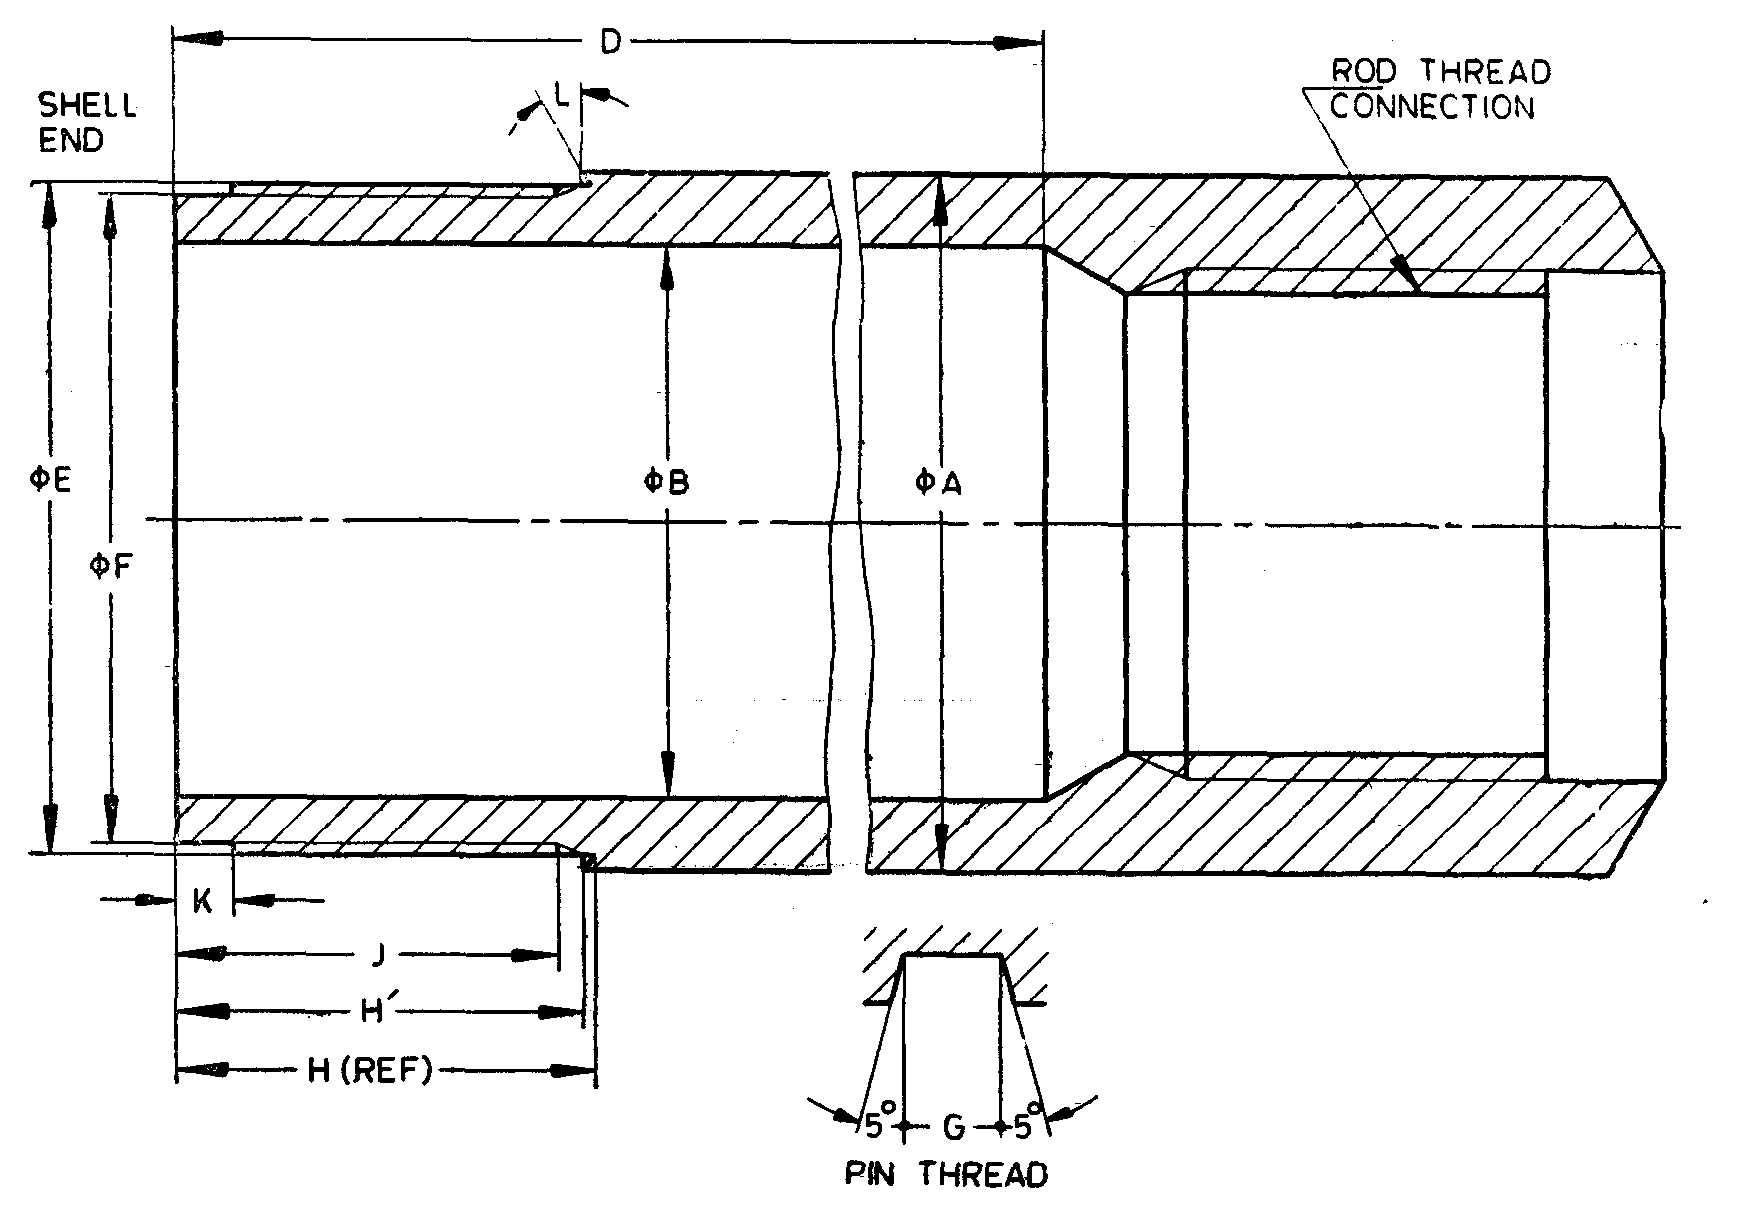 D
L
ROD THREAD
CONNECTION
SHELL
END
ΦE
ΦB
ΦA
ΦF
K
J
H′
H (REF)
5° G 5°
PIN THREAD